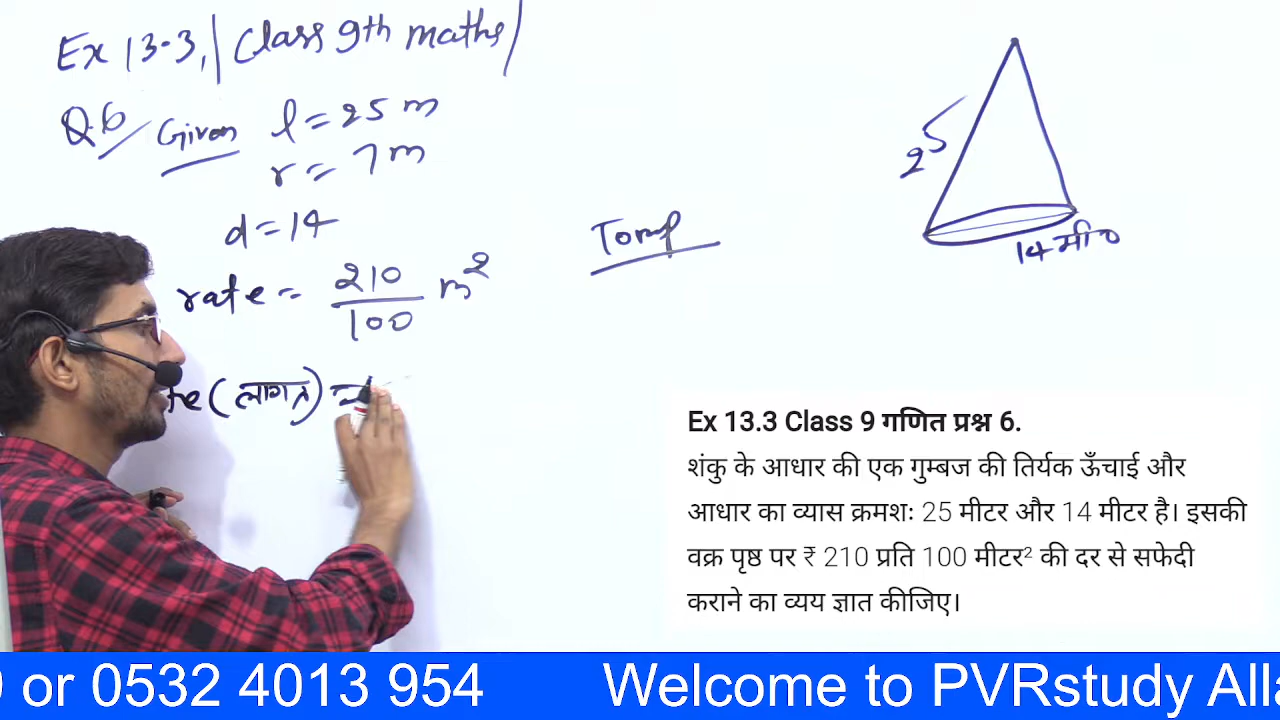 Ex 13.3, Class 9th maths
Q.6 Given l = 25 m
r = 7 m
d = 14
rate = 210/100 m²
(लागत) =
25
14 मी०
Ex 13.3 Class 9 गणित प्रश्न 6.
शंकु के आधार की एक गुम्बज की तिर्यक ऊँचाई और
आधार का व्यास क्रमशः 25 मीटर और 14 मीटर है। इसकी
वक्र पृष्ठ पर ₹ 210 प्रति 100 मीटर² की दर से सफेदी
कराने का व्यय ज्ञात कीजिए।
or 0532 4013 954 Welcome to PVRstudy Alla